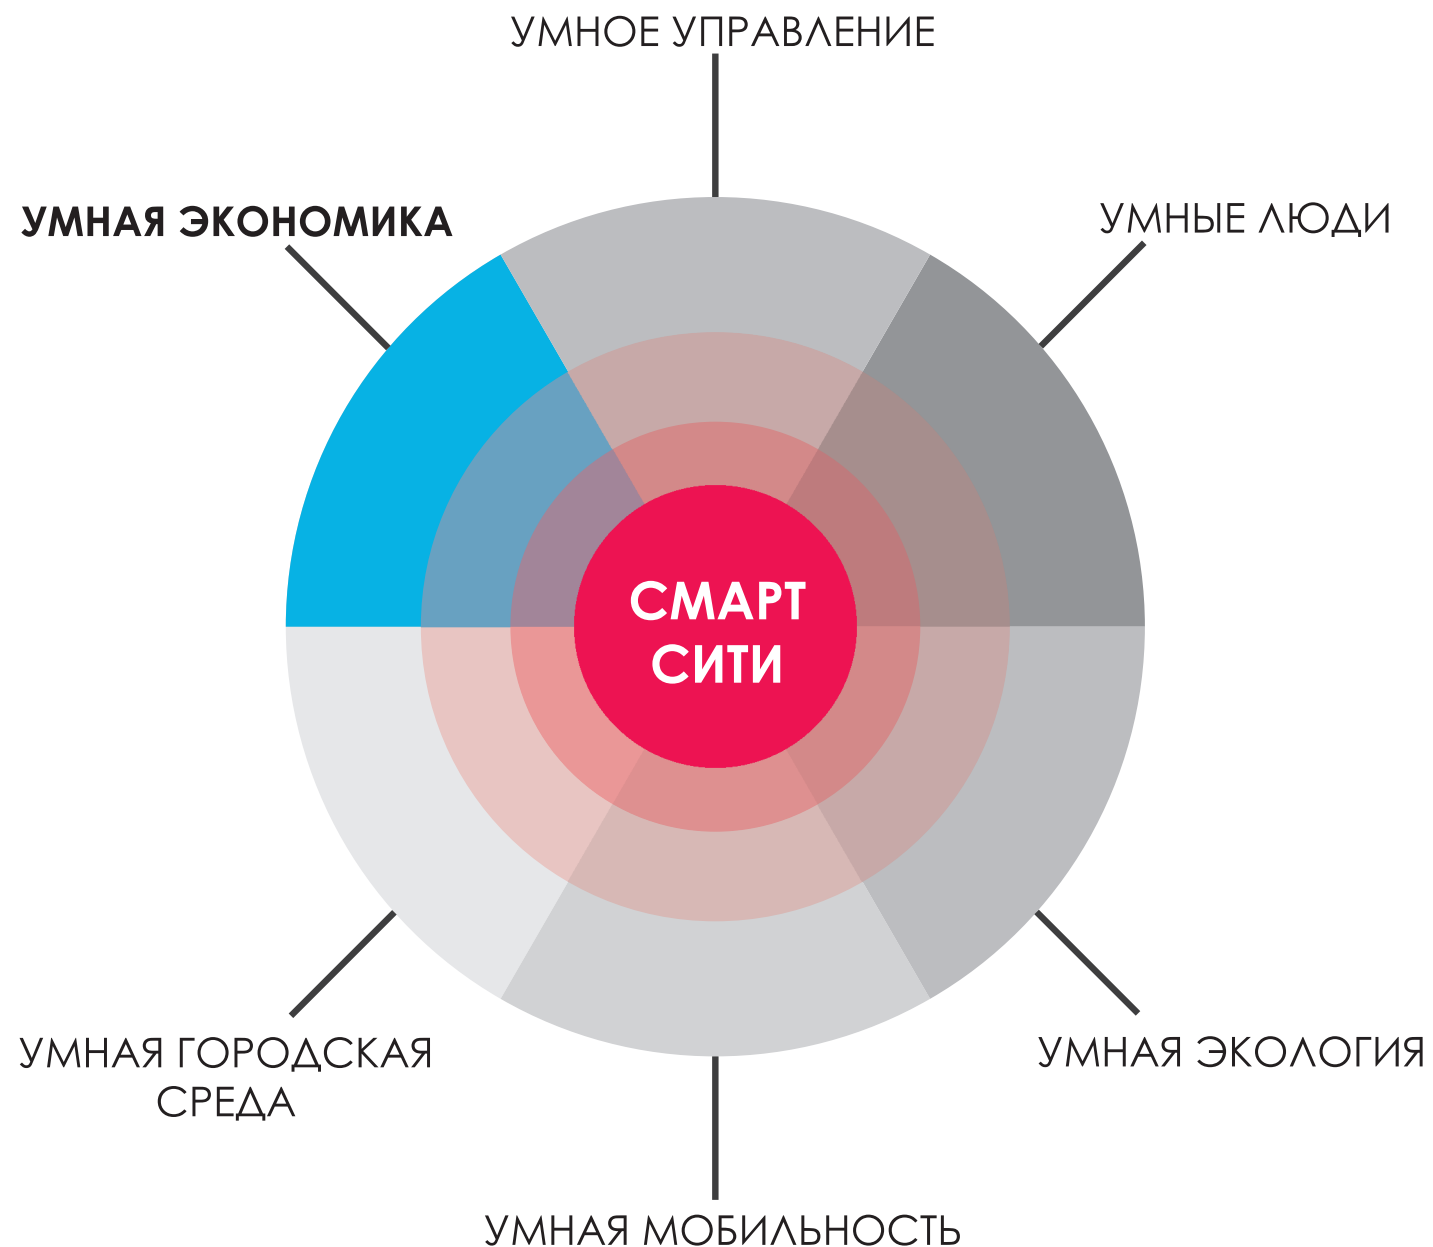 УМНОЕ УПРАВЛЕНИЕ
УМНАЯ ЭКОНОМИКА
УМНЫЕ ЛЮДИ
СМАРТ
СИТИ
УМНАЯ ГОРОДСКАЯ
СРЕДА
УМНАЯ ЭКОЛОГИЯ
УМНАЯ МОБИЛЬНОСТЬ